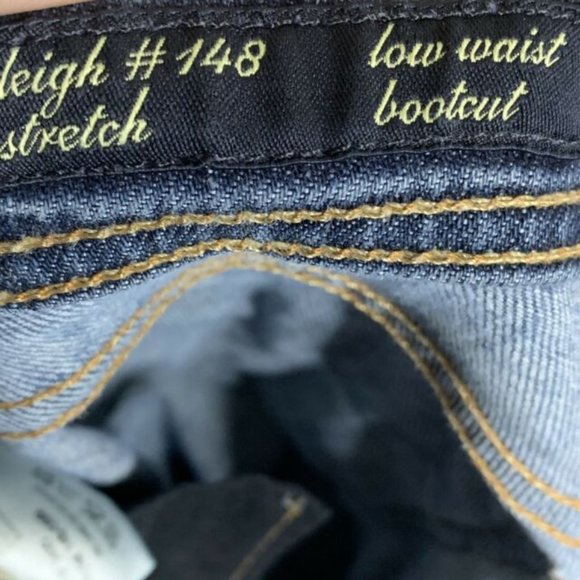 leigh #148
stretch
low waist
bootcut